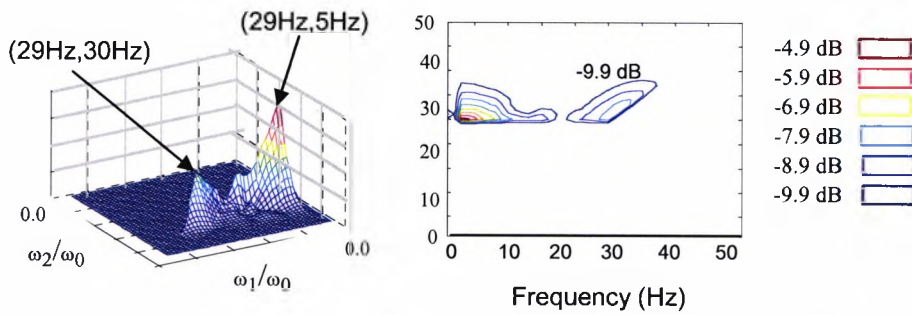 (29Hz,5Hz)
(29Hz,30Hz)
0.0
0.0
ω2/ω0
ω1/ω0
50
40
30
20
10
0
0 10 20 30 40 50
-9.9 dB
Frequency (Hz)
-4.9 dB
-5.9 dB
-6.9 dB
-7.9 dB
-8.9 dB
-9.9 dB